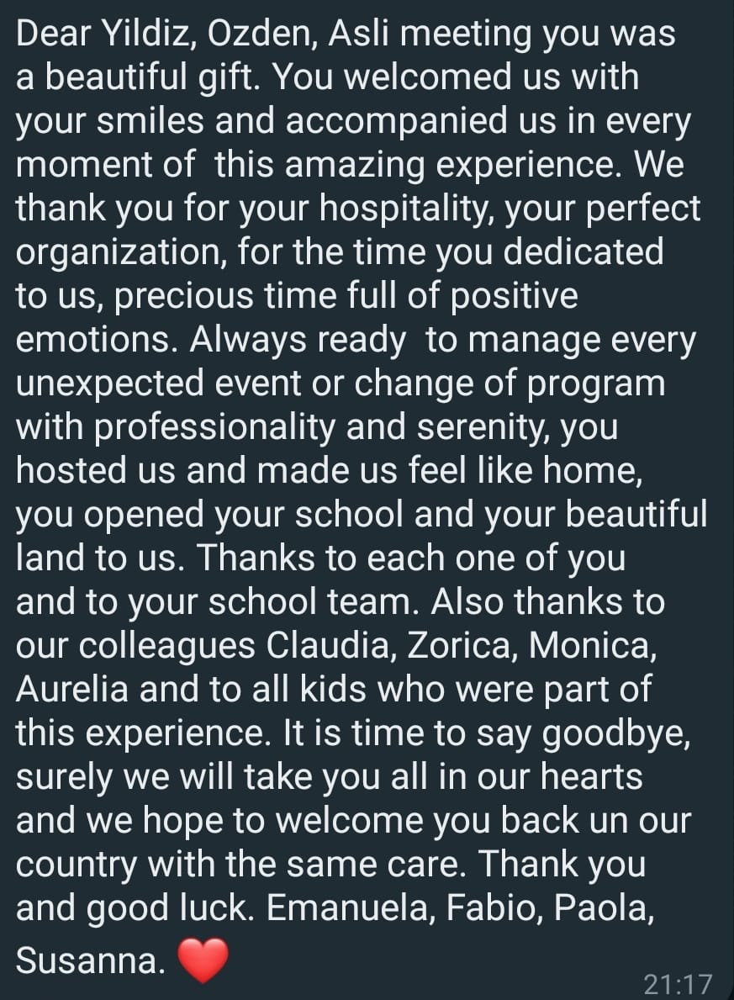 Dear Yildiz, Ozden, Asli meeting you was
a beautiful gift. You welcomed us with
your smiles and accompanied us in every
moment of  this amazing experience. We
thank you for your hospitality, your perfect
organization, for the time you dedicated
to us, precious time full of positive
emotions. Always ready  to manage every
unexpected event or change of program
with professionality and serenity, you
hosted us and made us feel like home,
you opened your school and your beautiful
land to us. Thanks to each one of you
and to your school team. Also thanks to
our colleagues Claudia, Zorica, Monica,
Aurelia and to all kids who were part of
this experience. It is time to say goodbye,
surely we will take you all in our hearts
and we hope to welcome you back un our
country with the same care. Thank you
and good luck. Emanuela, Fabio, Paola,
Susanna. ❤️
21:17